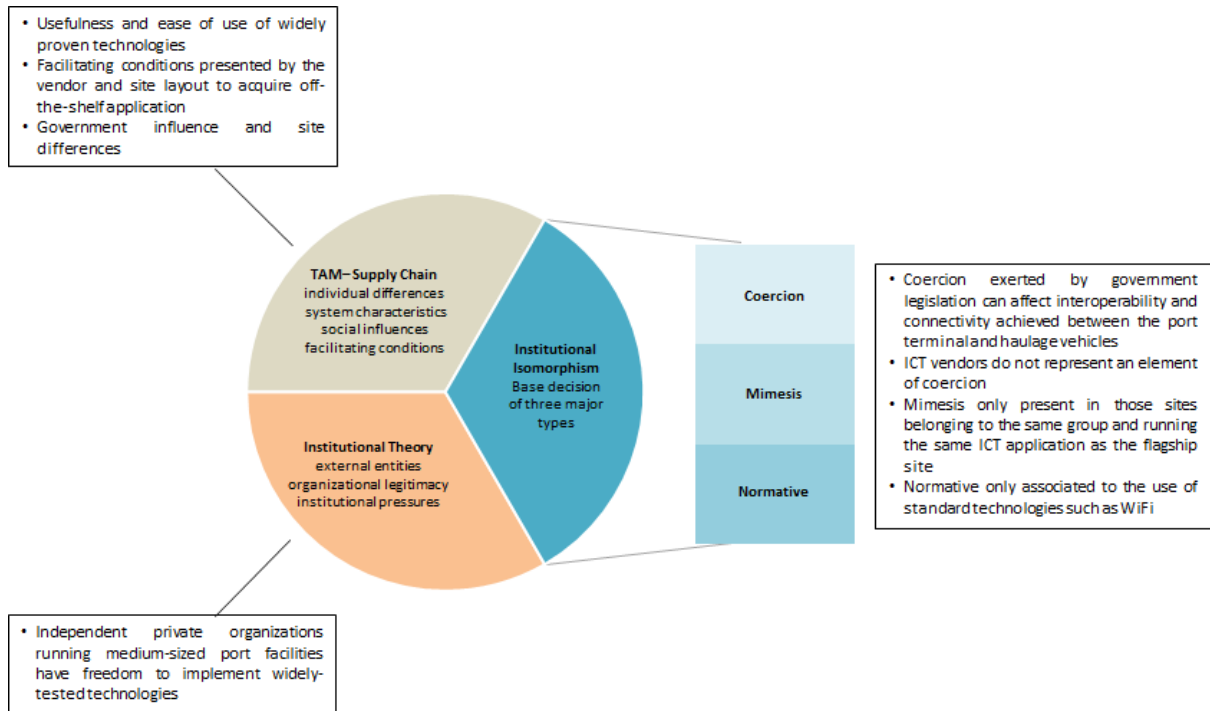 • Usefulness and ease of use of widely
proven technologies
• Facilitating conditions presented by the
vendor and site layout to acquire off-
the-shelf application
• Government influence and site
differences
TAM– Supply Chain
individual differences
system characteristics
social influences
facilitating conditions
Institutional
Isomorphism
Base decision
of three major
types
Institutional Theory
external entities
organizational legitimacy
institutional pressures
Coercion
Mimesis
Normative
• Coercion exerted by government
legislation can affect interoperability and
connectivity achieved between the port
terminal and haulage vehicles
• ICT vendors do not represent an element
of coercion
• Mimesis only present in those sites
belonging to the same group and running
the same ICT application as the flagship
site
• Normative only associated to the use of
standard technologies such as WiFi
• Independent private organizations
running medium-sized port facilities
have freedom to implement widely-
tested technologies